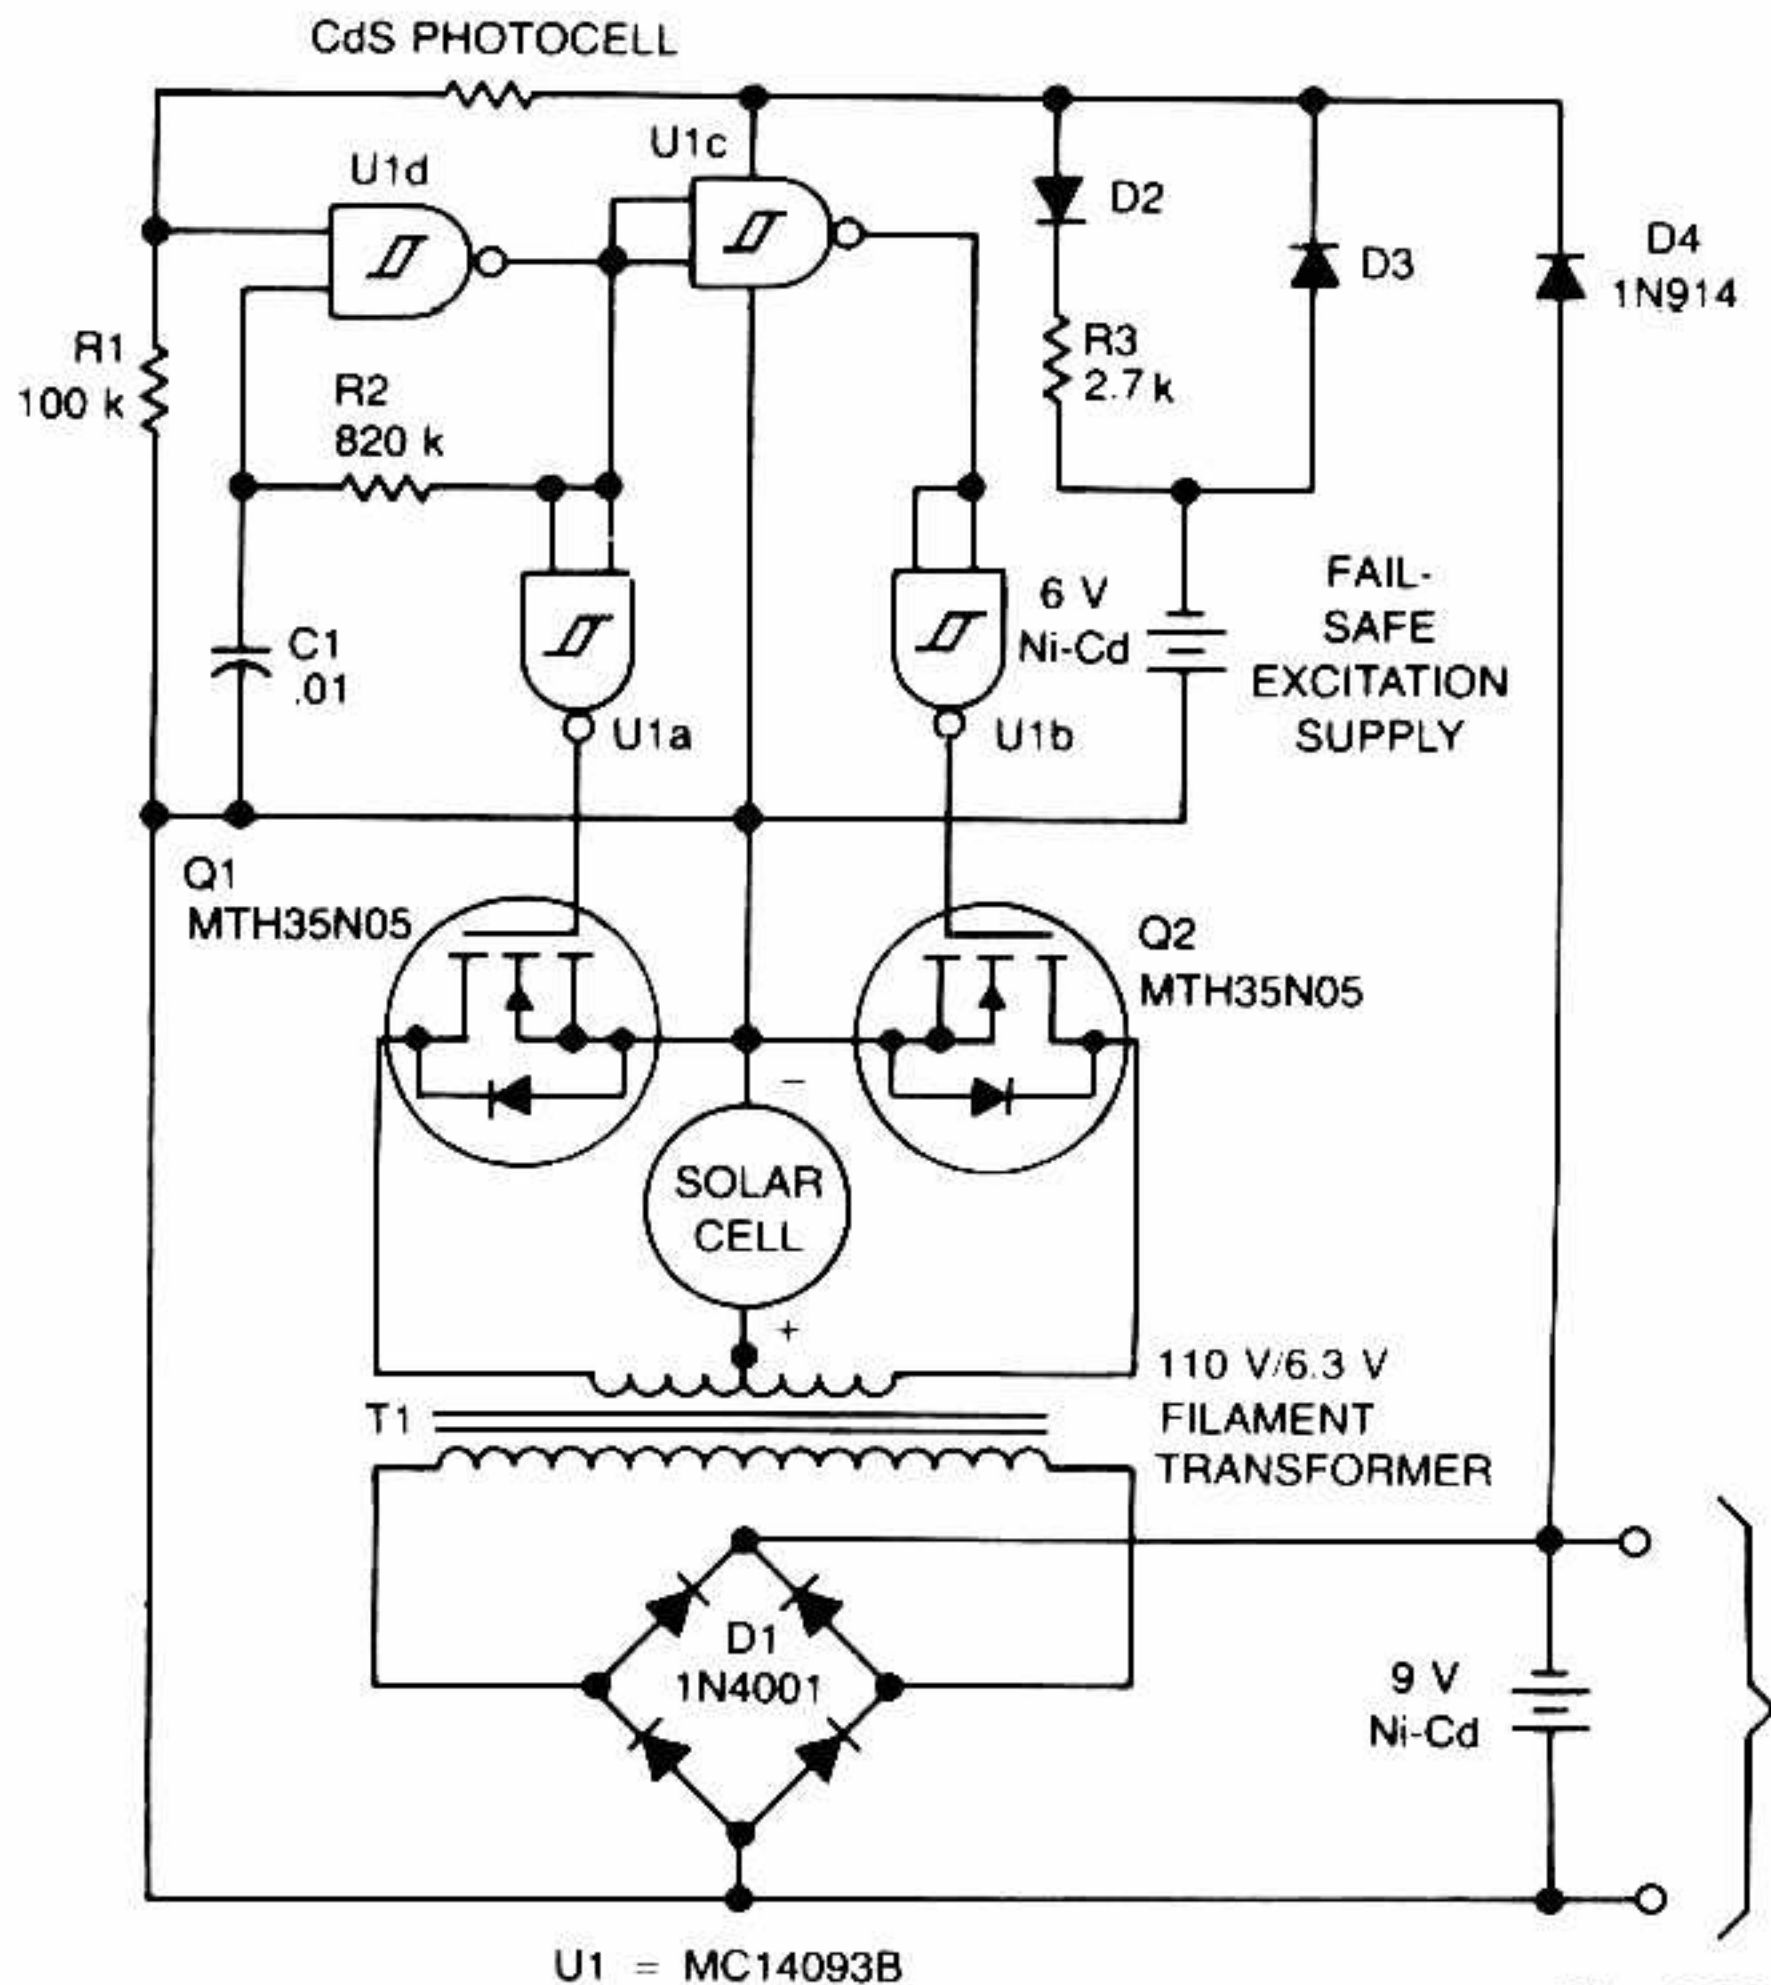 CdS PHOTOCELL
U1d
U1c
D2
D3
D4
1N914
R1
100 k
R2
820 k
R3
2.7 k
C1
.01
U1a
6 V
Ni-Cd
U1b
FAIL-
SAFE
EXCITATION
SUPPLY
Q1
MTH35N05
Q2
MTH35N05
−
SOLAR
CELL
+
110 V/6.3 V
FILAMENT
TRANSFORMER
T1
D1
1N4001
9 V
Ni-Cd
U1 = MC14093B